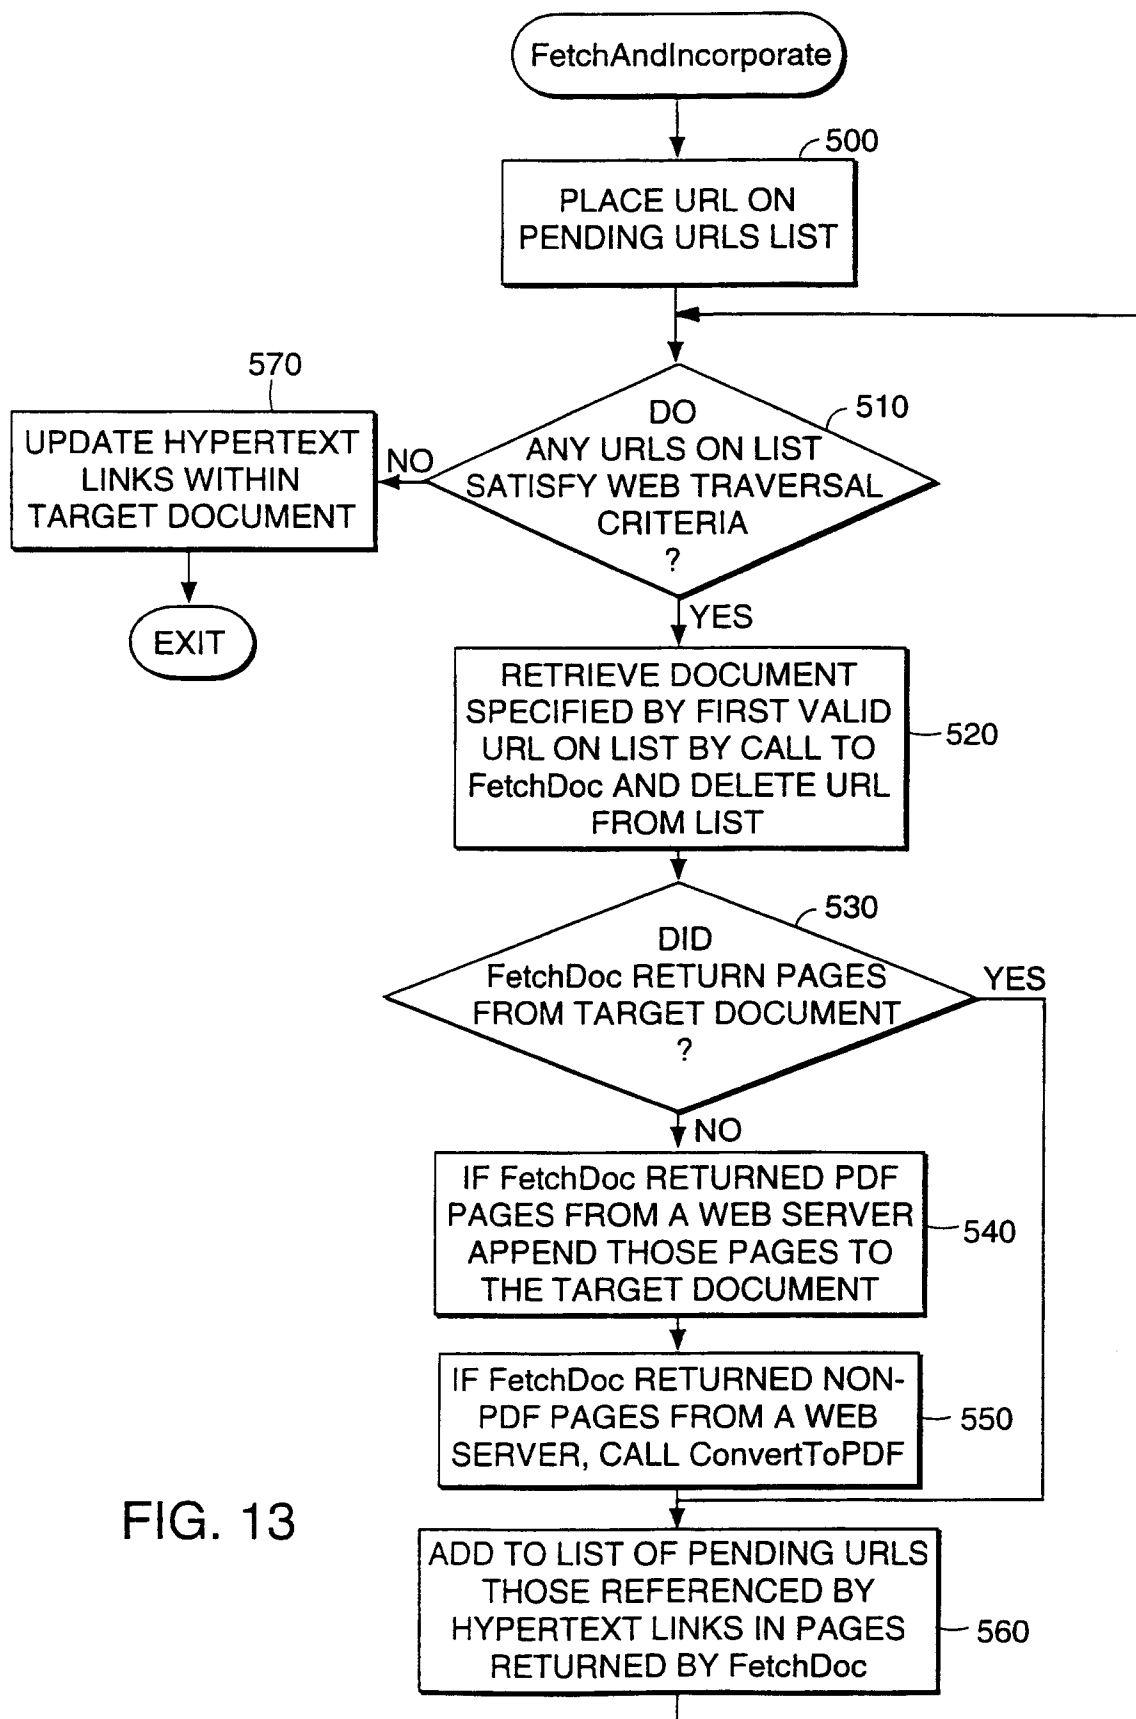 FetchAndIncorporate
500
PLACE URL ON
PENDING URLS LIST
570
UPDATE HYPERTEXT
LINKS WITHIN
TARGET DOCUMENT
NO
510
DO
ANY URLS ON LIST
SATISFY WEB TRAVERSAL
CRITERIA
?
EXIT
YES
RETRIEVE DOCUMENT
SPECIFIED BY FIRST VALID
URL ON LIST BY CALL TO
FetchDoc AND DELETE URL
FROM LIST
520
530
DID
FetchDoc RETURN PAGES
FROM TARGET DOCUMENT
?
YES
NO
IF FetchDoc RETURNED PDF
PAGES FROM A WEB SERVER
APPEND THOSE PAGES TO
THE TARGET DOCUMENT
540
IF FetchDoc RETURNED NON-
PDF PAGES FROM A WEB
SERVER, CALL ConvertToPDF
550
FIG. 13
ADD TO LIST OF PENDING URLS
THOSE REFERENCED BY
HYPERTEXT LINKS IN PAGES
RETURNED BY FetchDoc
560